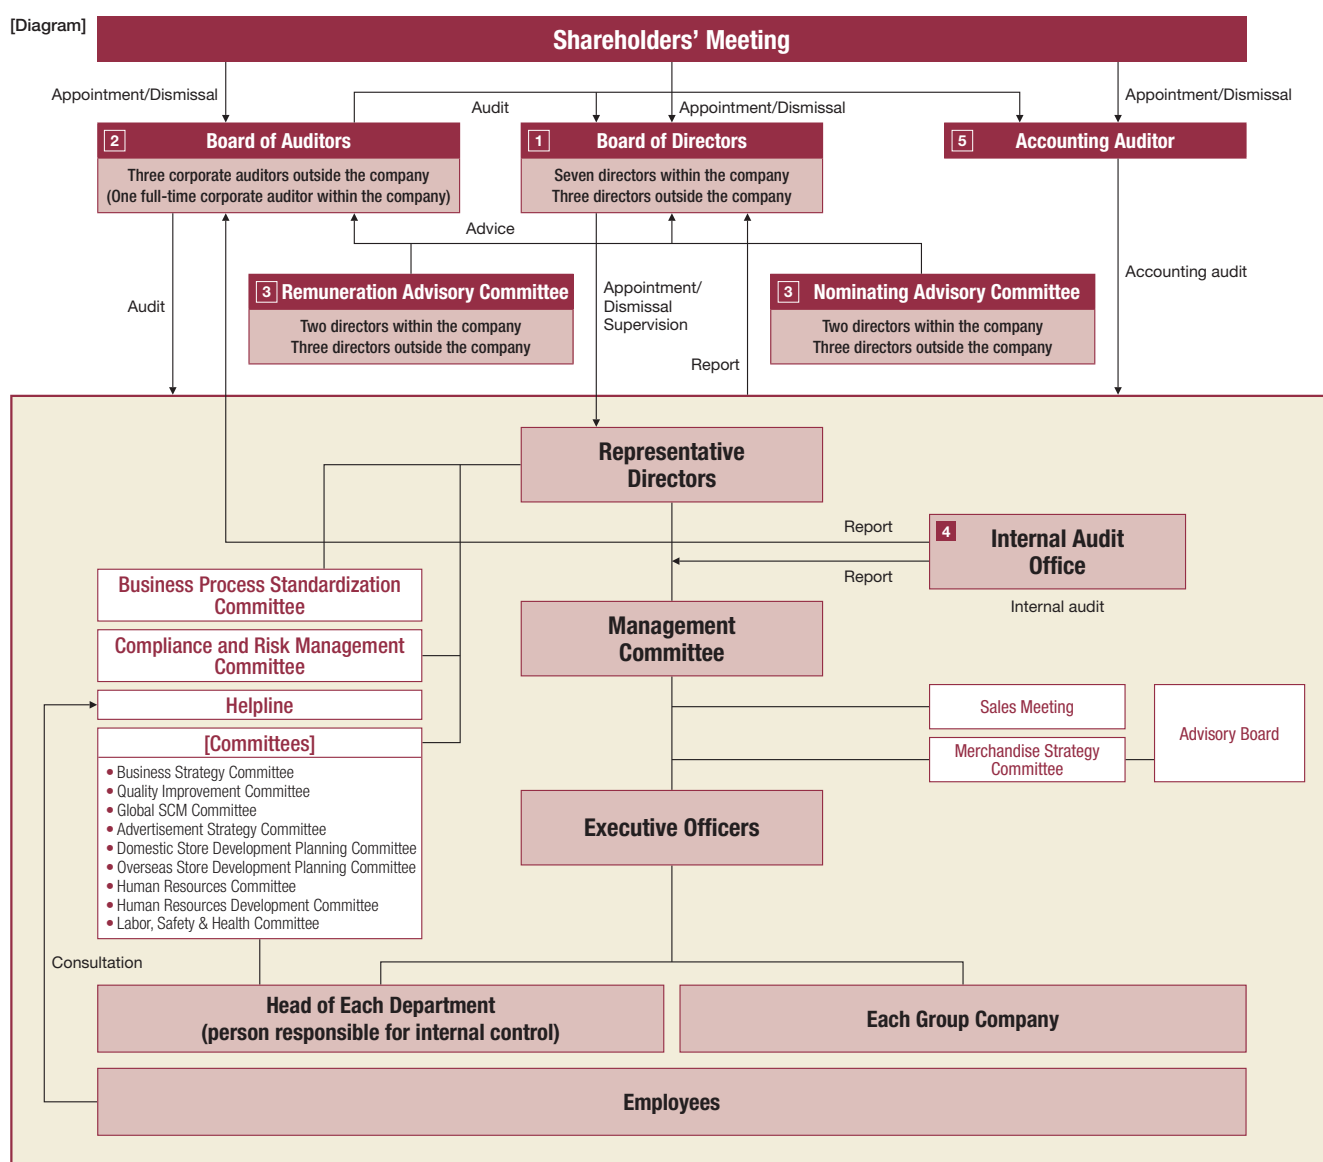 [Diagram]
Shareholders’ Meeting
Appointment/Dismissal
Audit
Appointment/Dismissal
Appointment/Dismissal
2 Board of Auditors
Three corporate auditors outside the company
(One full-time corporate auditor within the company)
1 Board of Directors
Seven directors within the company
Three directors outside the company
5 Accounting Auditor
Advice
Audit
3 Remuneration Advisory Committee
Two directors within the company
Three directors outside the company
Appointment/
Dismissal
Supervision
Report
3 Nominating Advisory Committee
Two directors within the company
Three directors outside the company
Accounting audit
Representative
Directors
Report
4 Internal Audit
Office
Report
Internal audit
Business Process Standardization
Committee
Compliance and Risk Management
Committee
Helpline
Management
Committee
Sales Meeting
Merchandise Strategy
Committee
Advisory Board
[Committees]
• Business Strategy Committee
• Quality Improvement Committee
• Global SCM Committee
• Advertisement Strategy Committee
• Domestic Store Development Planning Committee
• Overseas Store Development Planning Committee
• Human Resources Committee
• Human Resources Development Committee
• Labor, Safety & Health Committee
Executive Officers
Consultation
Head of Each Department
(person responsible for internal control)
Each Group Company
Employees